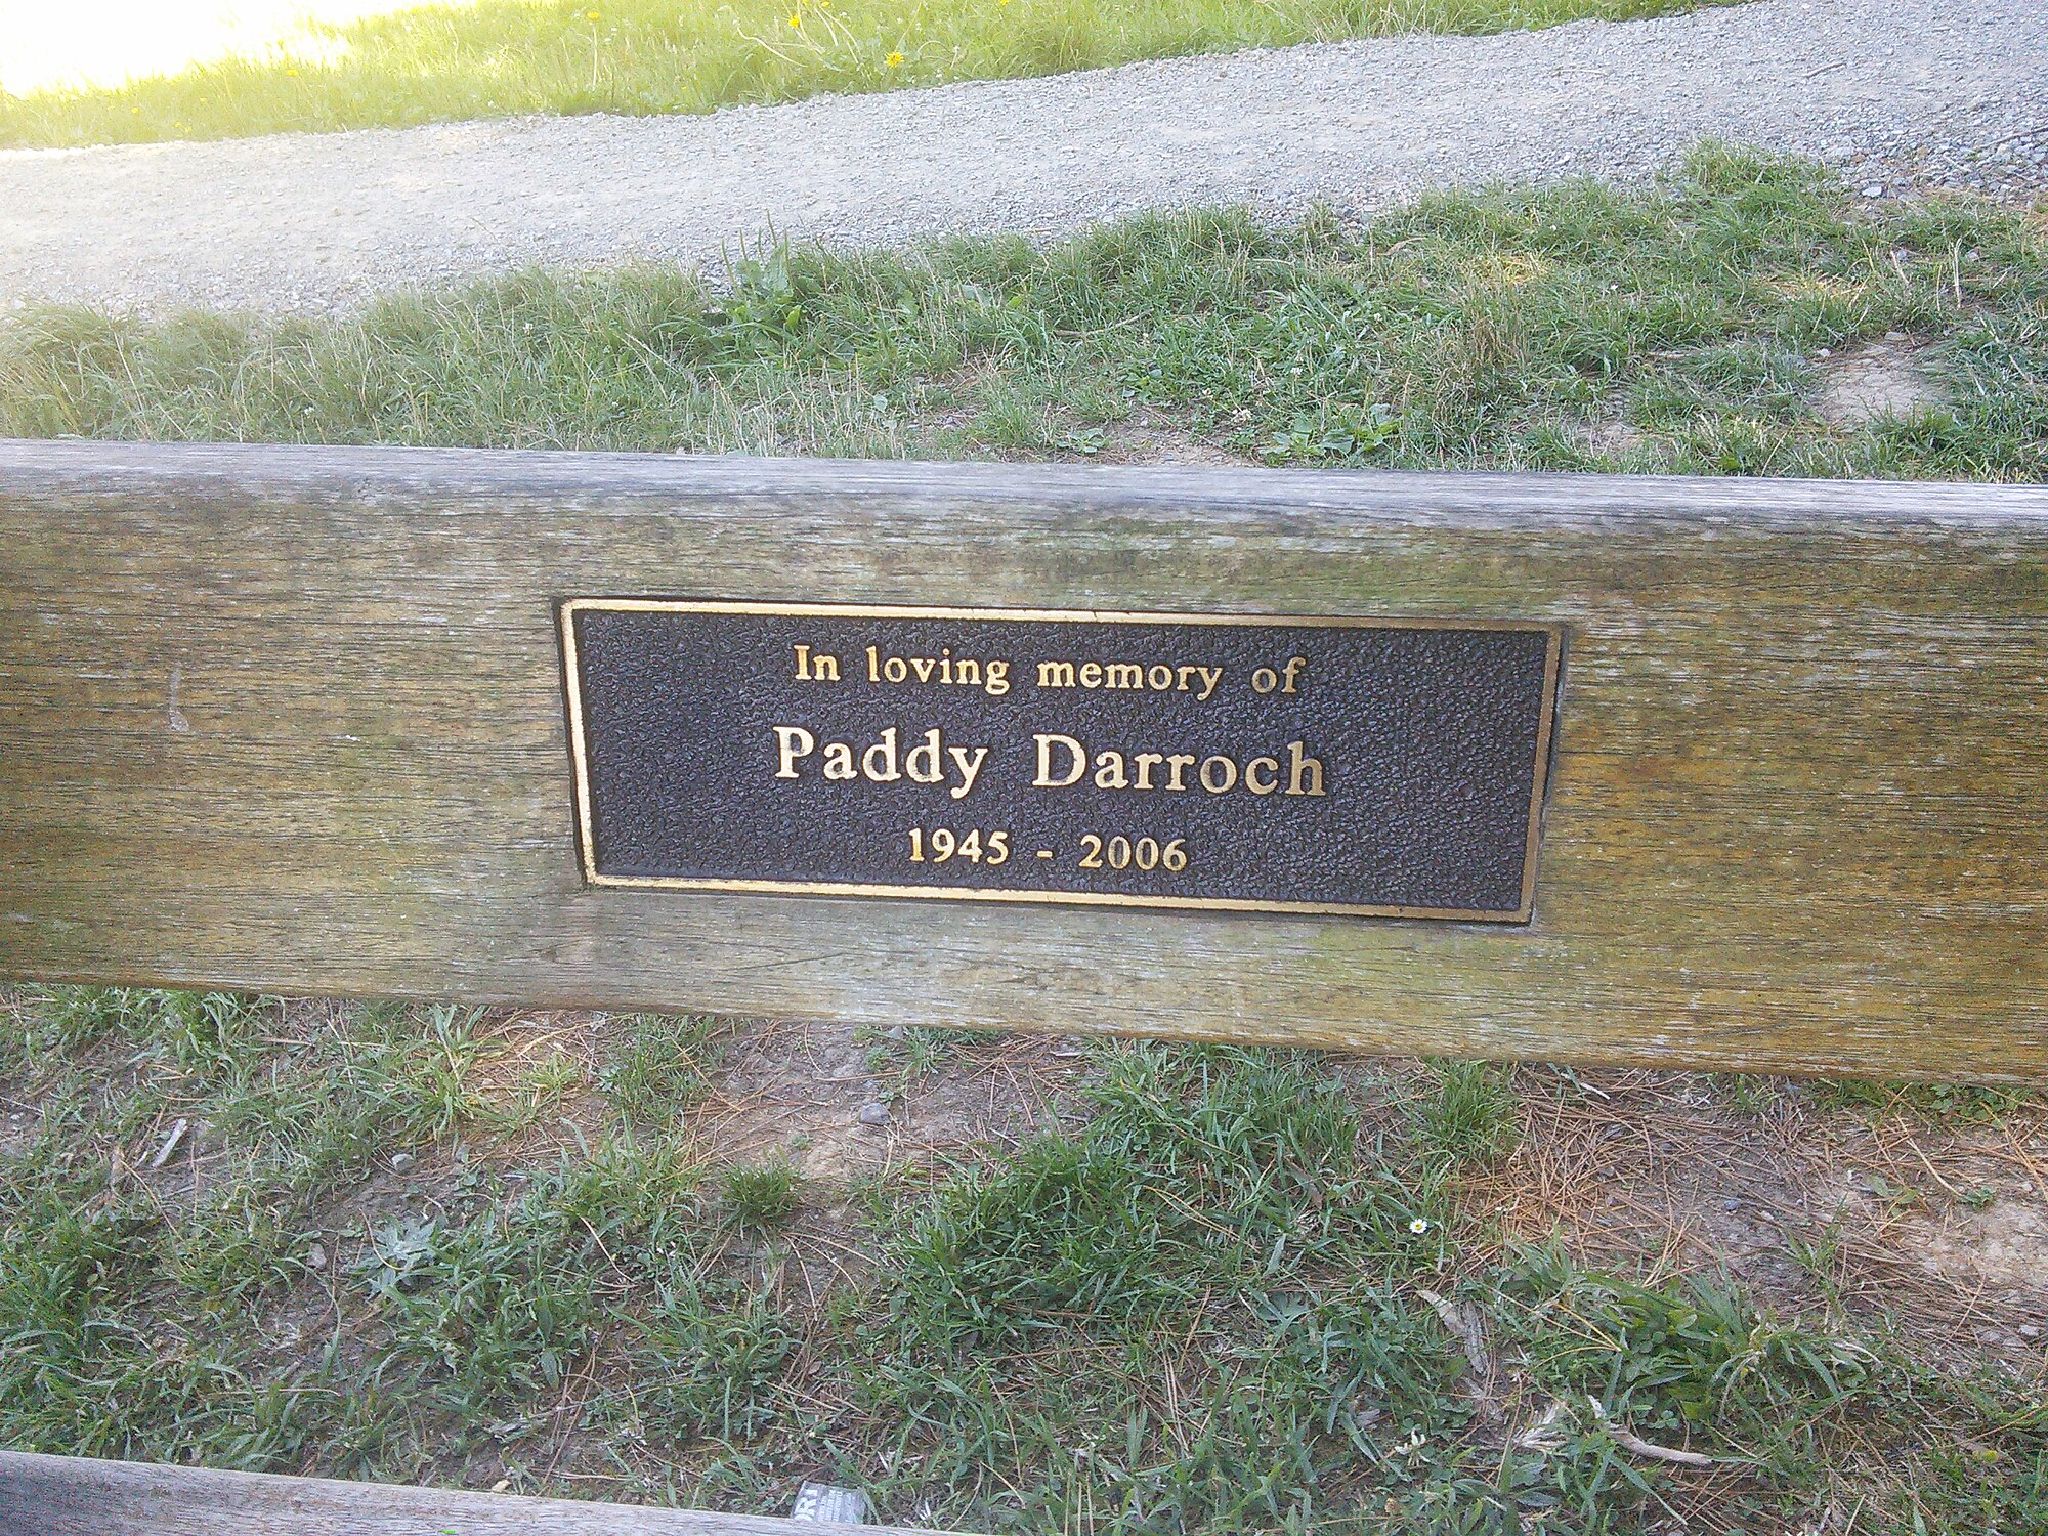 In loving memory of
Paddy Darroch
1945 - 2006